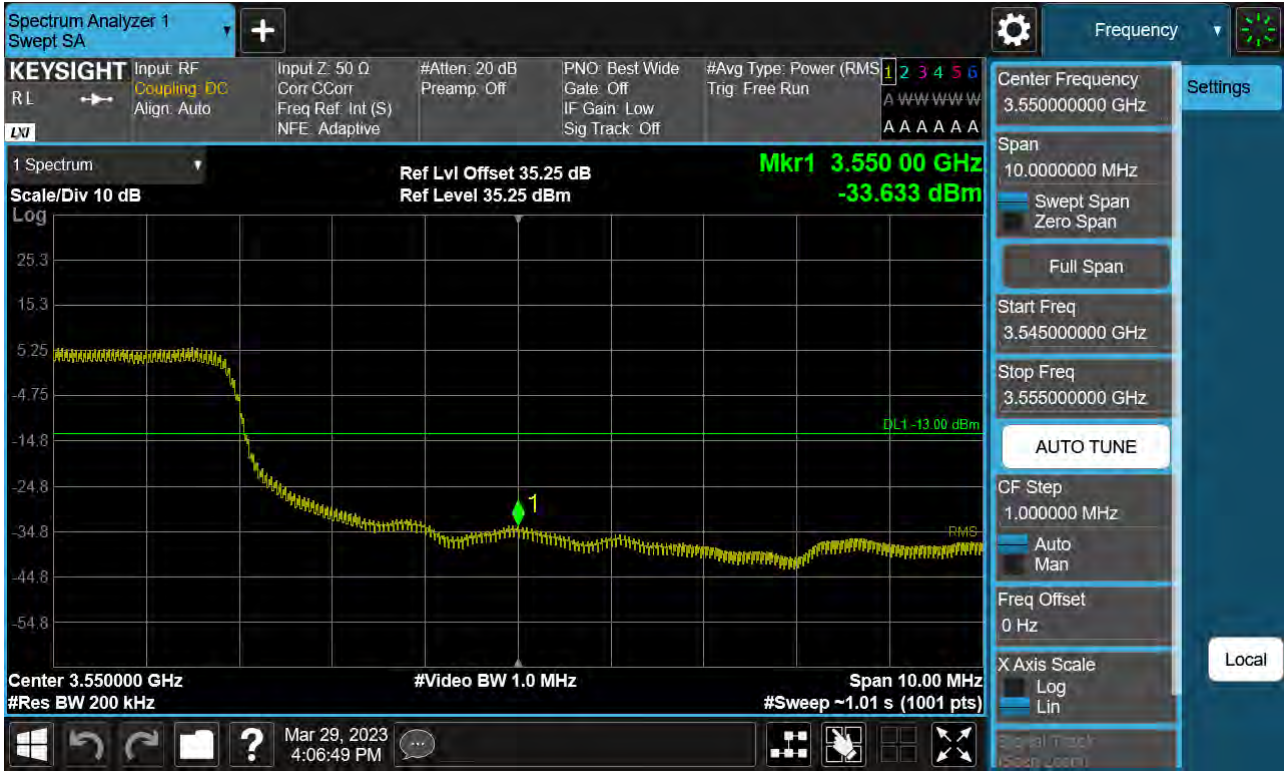 Spectrum Analyzer 1
Swept SA
Frequency
KEYSIGHT
RL
LXI
Input: RF
Coupling: DC
Align: Auto
Input Z: 50 Ω
Corr CCorr
Freq Ref: Int (S)
NFE: Adaptive
#Atten: 20 dB
Preamp: Off
PNO: Best Wide
Gate: Off
IF Gain: Low
Sig Track: Off
#Avg Type: Power (RMS
Trig: Free Run
1 2 3 4 5 6
A W W W W W
A A A A A A
1 Spectrum
Scale/Div 10 dB
Log
Ref Lvl Offset 35.25 dB
Ref Level 35.25 dBm
Mkr1 3.550 00 GHz
-33.633 dBm
25.3
15.3
5.25
-4.75
-14.8
-24.8
-34.8
-44.8
-54.8
DL1 -13.00 dBm
1
RMS
Center 3.550000 GHz
#Res BW 200 kHz
#Video BW 1.0 MHz
Span 10.00 MHz
#Sweep ~1.01 s (1001 pts)
Center Frequency
3.550000000 GHz
Span
10.0000000 MHz
Swept Span
Zero Span
Full Span
Start Freq
3.545000000 GHz
Stop Freq
3.555000000 GHz
AUTO TUNE
CF Step
1.000000 MHz
Auto
Man
Freq Offset
0 Hz
X Axis Scale
Log
Lin
Signal Track
(Span Zoom)
Settings
Local
?
Mar 29, 2023
4:06:49 PM